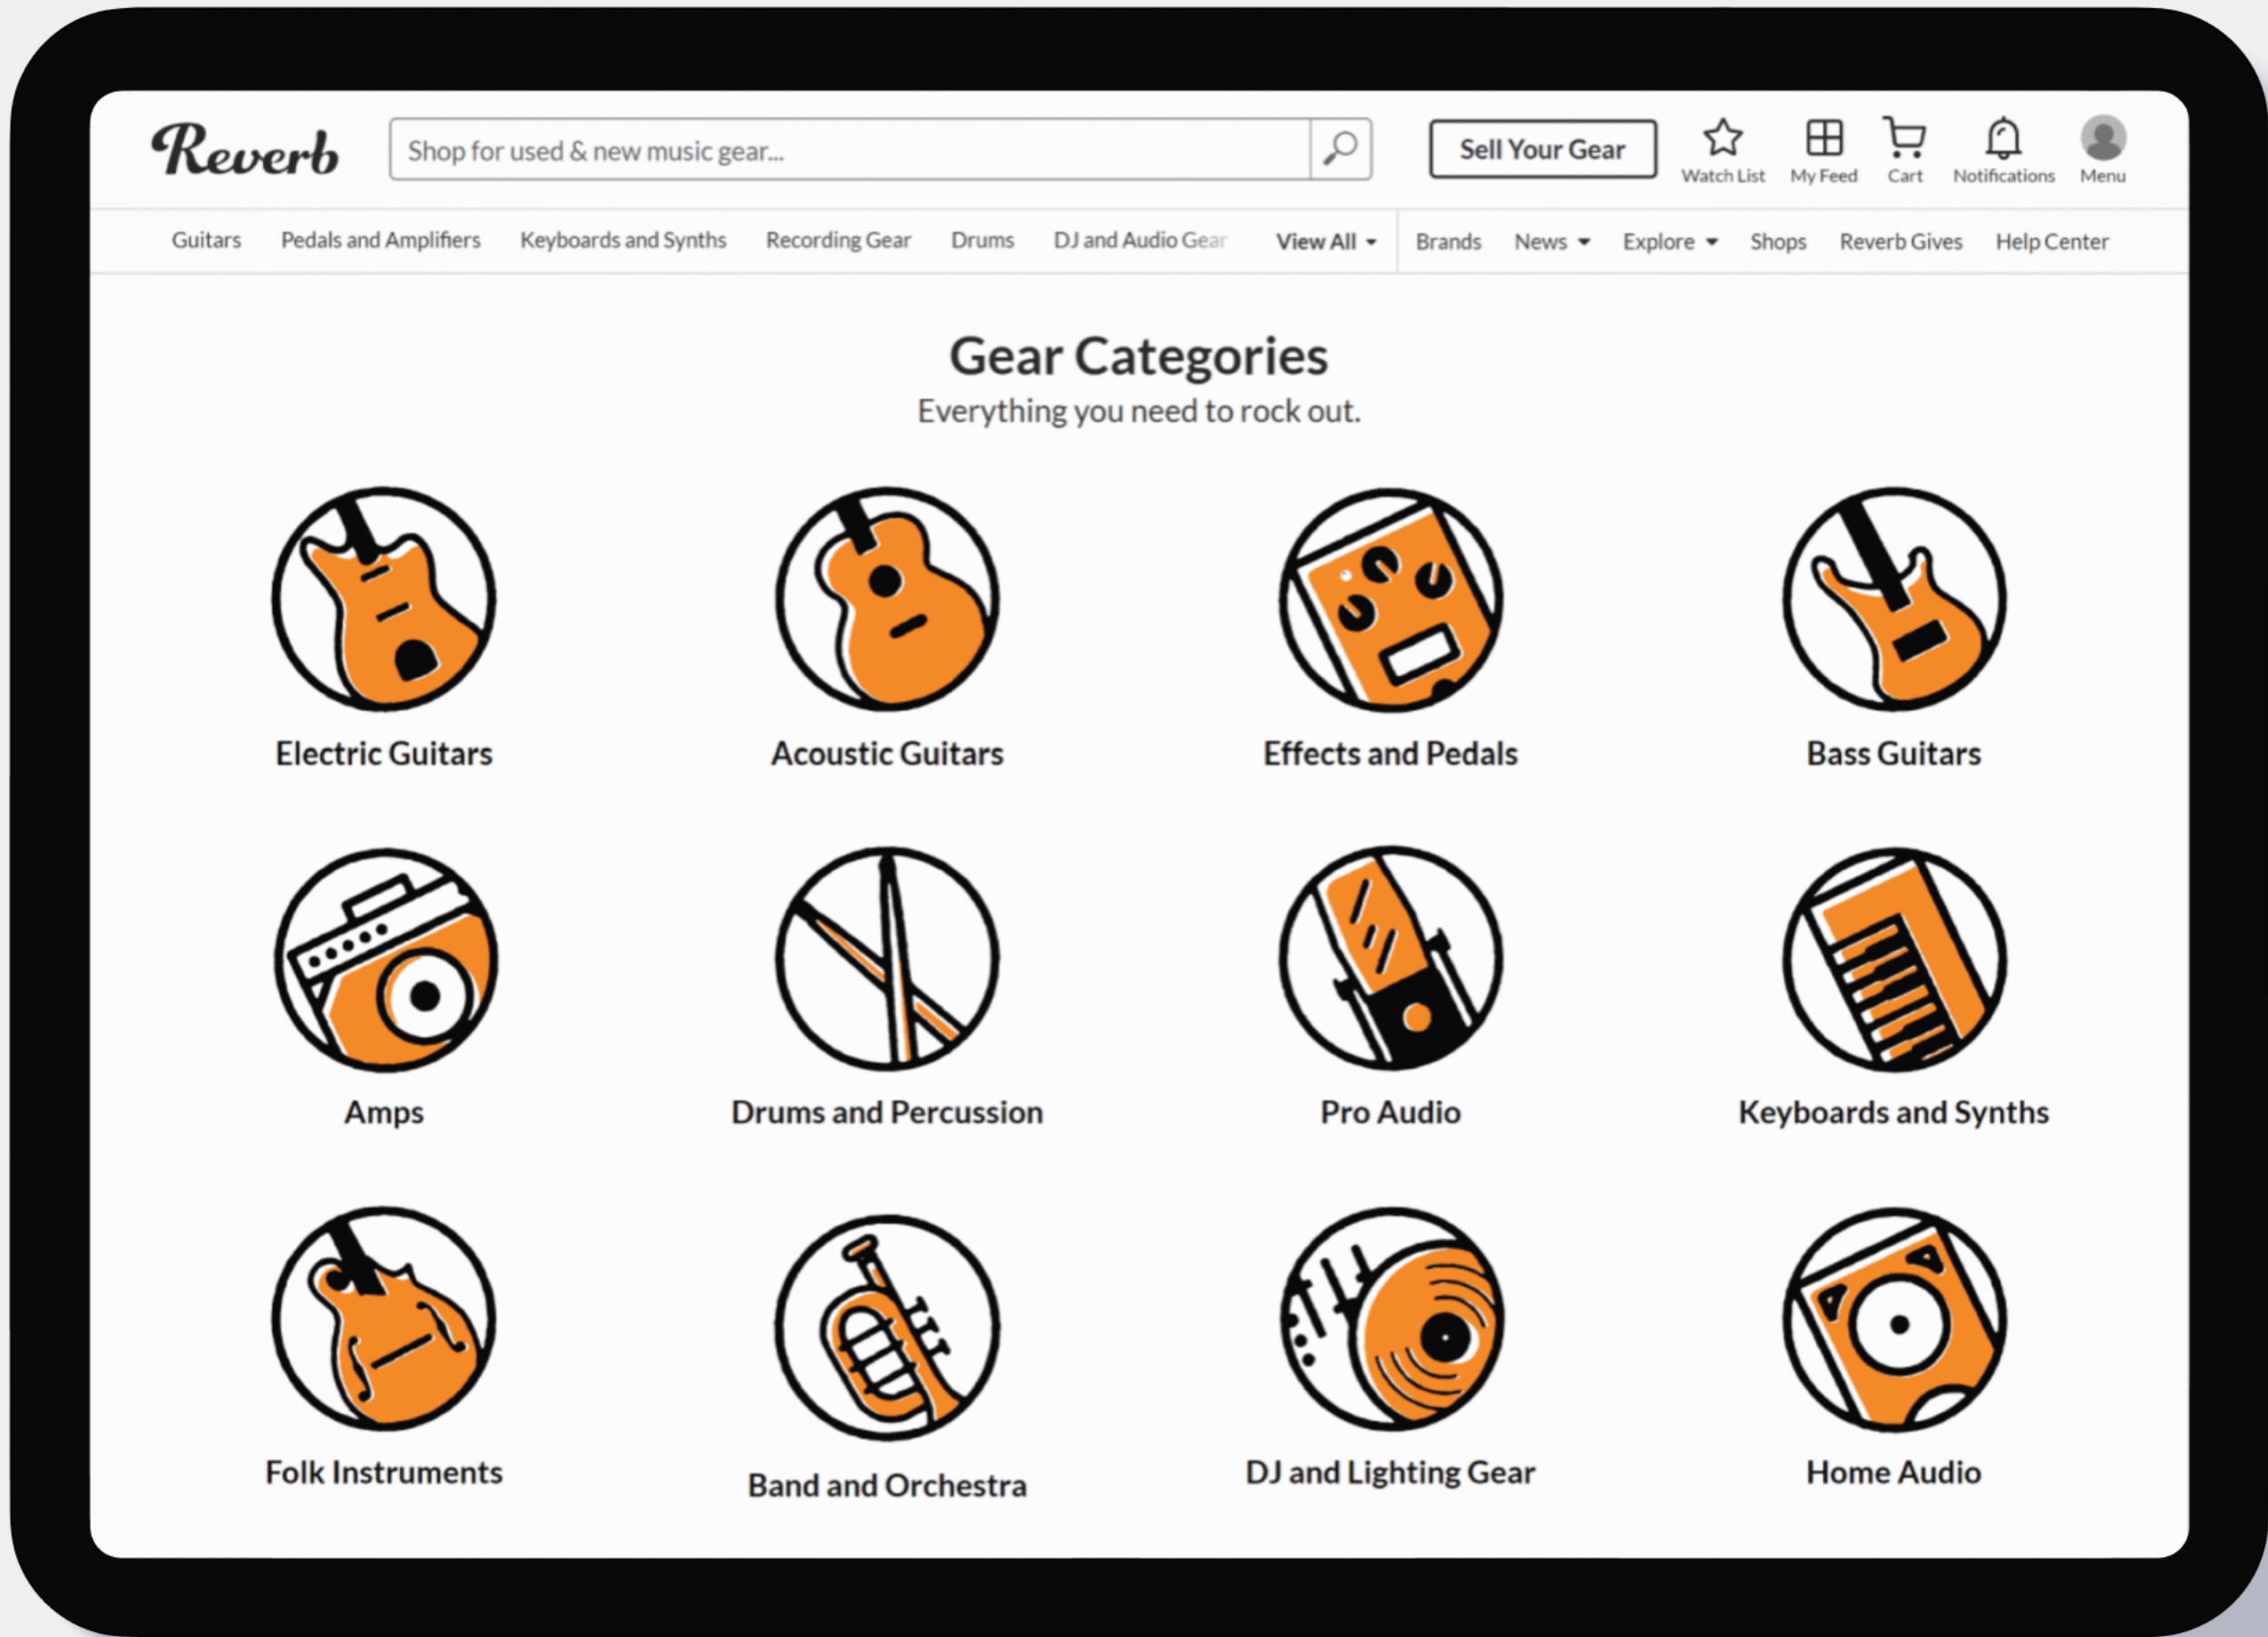 Reverb
Shop for used & new music gear...
Sell Your Gear
Watch List
My Feed
Cart
Notifications
Menu
Guitars
Pedals and Amplifiers
Keyboards and Synths
Recording Gear
Drums
DJ and Audio Gear
View All
Brands
News
Explore
Shops
Reverb Gives
Help Center
Gear Categories
Everything you need to rock out.
Electric Guitars
Acoustic Guitars
Effects and Pedals
Bass Guitars
Amps
Drums and Percussion
Pro Audio
Keyboards and Synths
Folk Instruments
Band and Orchestra
DJ and Lighting Gear
Home Audio